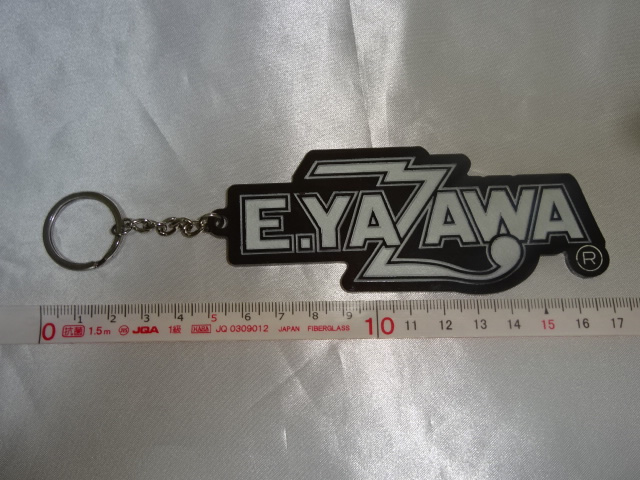 E.YAZAWA
®
1 2 3 4 5 6 7 8 9
0 抗菌 1.5m JQA 1級 HARA JQ 0309012 JAPAN FIBERGLASS 10 11 12 13 14 15 16 17